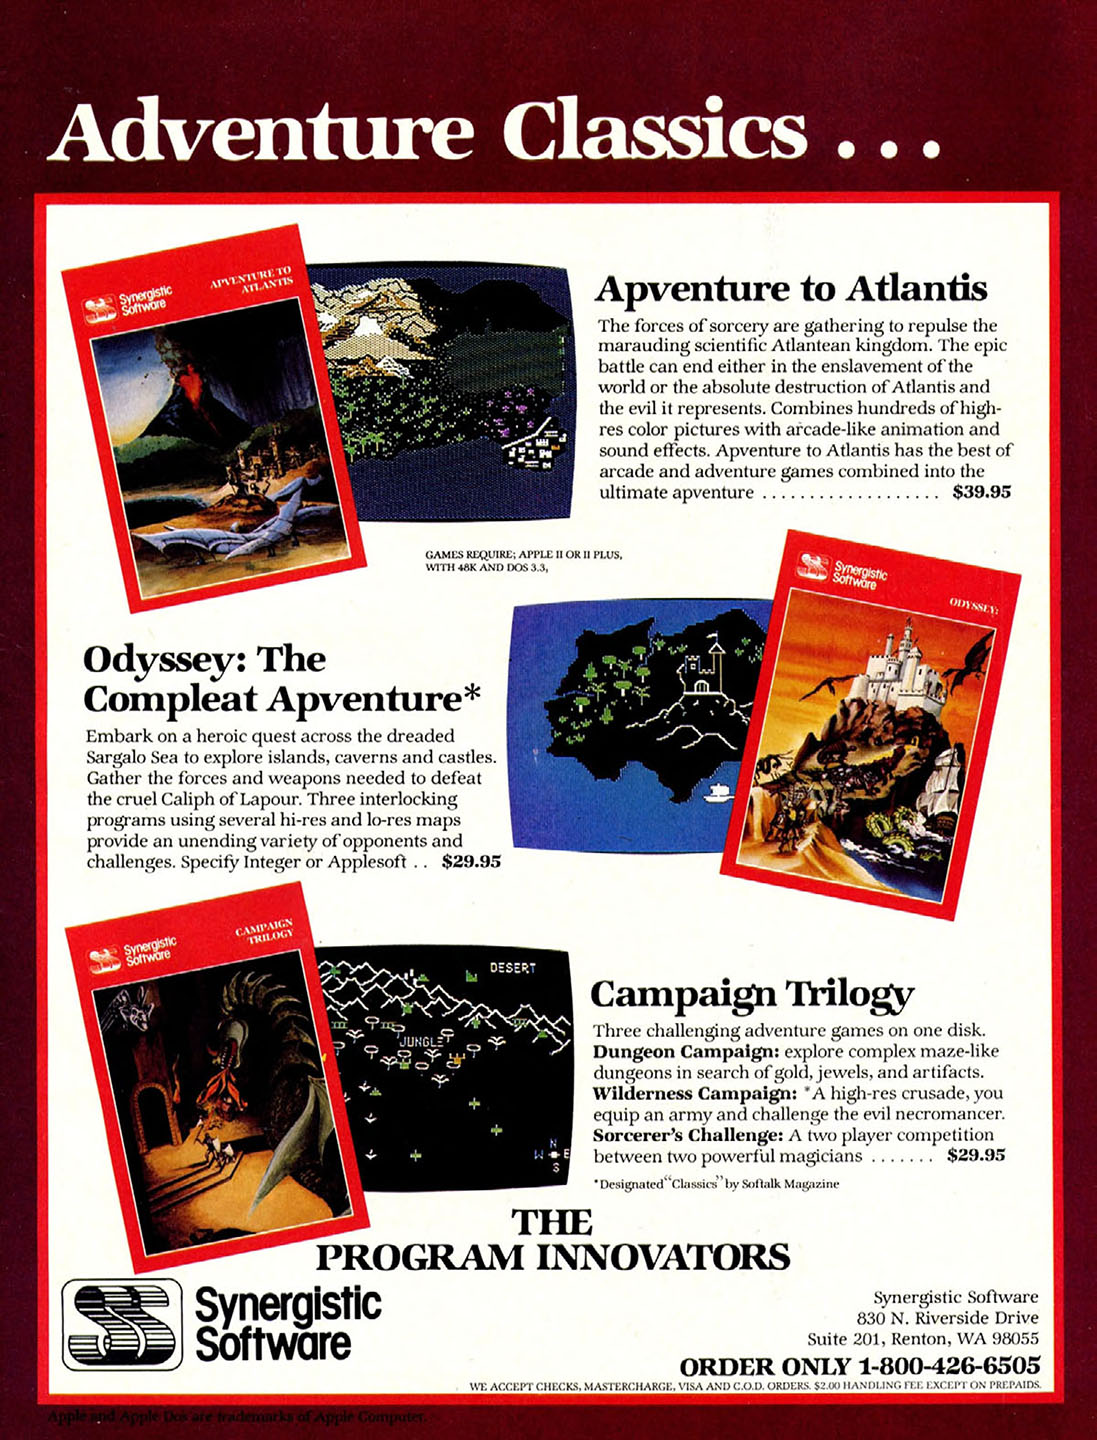 Adventure Classics . . .
Synergistic
Software
APVENTURE TO
ATLANTIS
Apventure to Atlantis
The forces of sorcery are gathering to repulse the
marauding scientific Atlantean kingdom. The epic
battle can end either in the enslavement of the
world or the absolute destruction of Atlantis and
the evil it represents. Combines hundreds of high-
res color pictures with arcade-like animation and
sound effects. Apventure to Atlantis has the best of
arcade and adventure games combined into the
ultimate apventure . . . . . . . . . . . . . . . . . . . $39.95
GAMES REQUIRE; APPLE II OR II PLUS,
WITH 48K AND DOS 3.3,
Synergistic
Software
ODYSSEY:
Odyssey: The
Compleat Apventure*
Embark on a heroic quest across the dreaded
Sargalo Sea to explore islands, caverns and castles.
Gather the forces and weapons needed to defeat
the cruel Caliph of Lapour. Three interlocking
programs using several hi-res and lo-res maps
provide an unending variety of opponents and
challenges. Specify Integer or Applesoft . . $29.95
Synergistic
Software
CAMPAIGN
TRILOGY
DESERT
JUNGLE
N
W E
S
Campaign Trilogy
Three challenging adventure games on one disk.
Dungeon Campaign: explore complex maze-like
dungeons in search of gold, jewels, and artifacts.
Wilderness Campaign: *A high-res crusade, you
equip an army and challenge the evil necromancer.
Sorcerer's Challenge: A two player competition
between two powerful magicians . . . . . . . $29.95
*Designated "Classics" by Softalk Magazine
THE
PROGRAM INNOVATORS
Synergistic
Software
Synergistic Software
830 N. Riverside Drive
Suite 201, Renton, WA 98055
ORDER ONLY 1-800-426-6505
WE ACCEPT CHECKS, MASTERCHARGE, VISA AND C.O.D. ORDERS. $2.00 HANDLING FEE EXCEPT ON PREPAIDS.
Apple and Apple Dos are trademarks of Apple Computer.